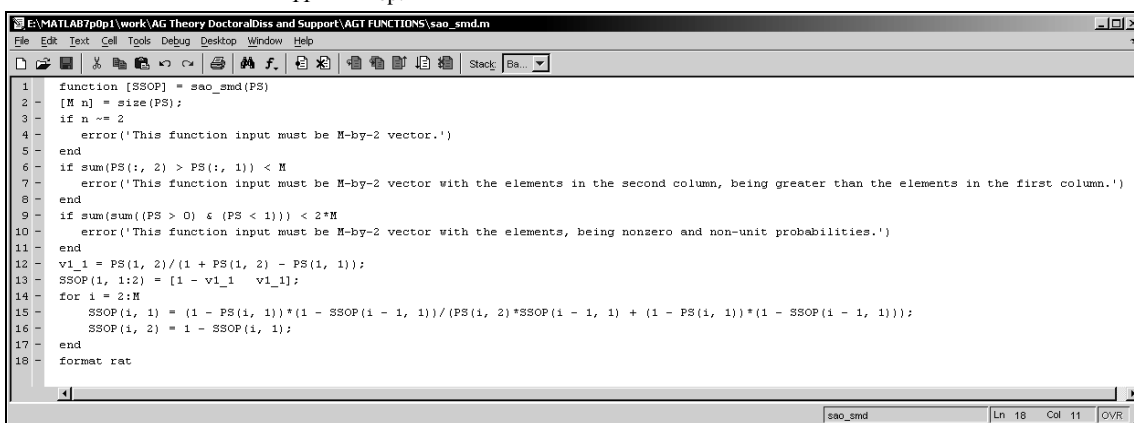 E:\MATLAB7p0p1\work\AG Theory DoctoralDiss and Support\AGT FUNCTIONS\sao_smd.m
File Edit Text Cell Tools Debug Desktop Window Help
Stack: Ba...
1 function [SSOP] = sao_smd(PS)
2 - [M n] = size(PS);
3 - if n ~= 2
4 - error('This function input must be M-by-2 vector.')
5 - end
6 - if sum(PS(:, 2) > PS(:, 1)) < M
7 - error('This function input must be M-by-2 vector with the elements in the second column, being greater than the elements in the first column.')
8 - end
9 - if sum(sum((PS > 0) & (PS < 1))) < 2*M
10 - error('This function input must be M-by-2 vector with the elements, being nonzero and non-unit probabilities.')
11 - end
12 - v1_1 = PS(1, 2)/(1 + PS(1, 2) - PS(1, 1));
13 - SSOP(1, 1:2) = [1 - v1_1 v1_1];
14 - for i = 2:M
15 - SSOP(i, 1) = (1 - PS(i, 1))*(1 - SSOP(i - 1, 1))/(PS(i, 2)*SSOP(i - 1, 1) + (1 - PS(i, 1))*(1 - SSOP(i - 1, 1)));
16 - SSOP(i, 2) = 1 - SSOP(i, 1);
17 - end
18 - format rat
sao_smd Ln 18 Col 11 OVR